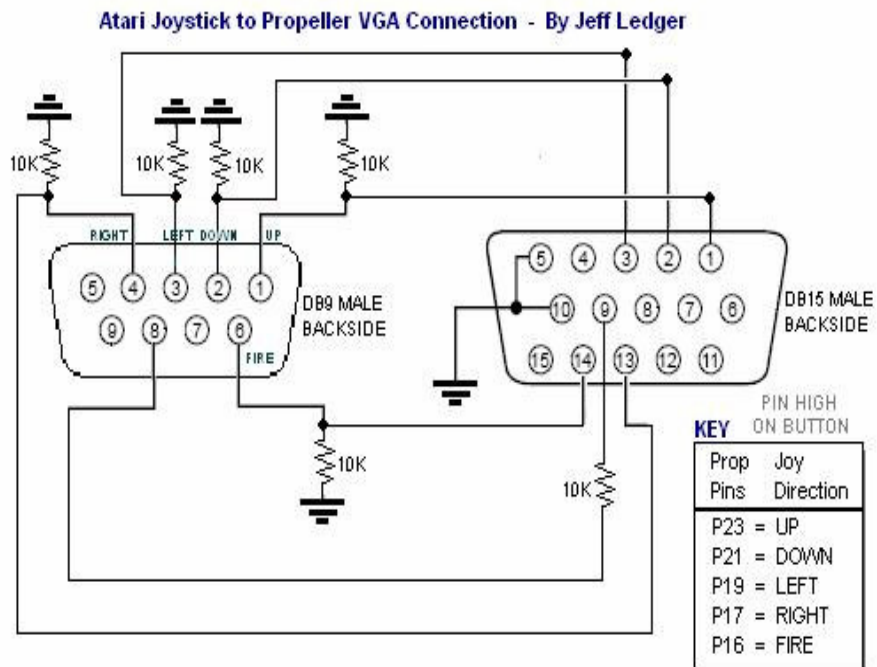 Atari Joystick to Propeller VGA Connection - By Jeff Ledger
10K
10K
10K
10K
RIGHT
LEFT
DOWN
UP
5
4
3
2
1
9
8
7
6
FIRE
DB9 MALE
BACKSIDE
5
4
3
2
1
10
9
8
7
6
15
14
13
12
11
DB15 MALE
BACKSIDE
10K
10K
PIN HIGH
ON BUTTON
KEY
Prop Joy
Pins Direction
P23 = UP
P21 = DOWN
P19 = LEFT
P17 = RIGHT
P16 = FIRE